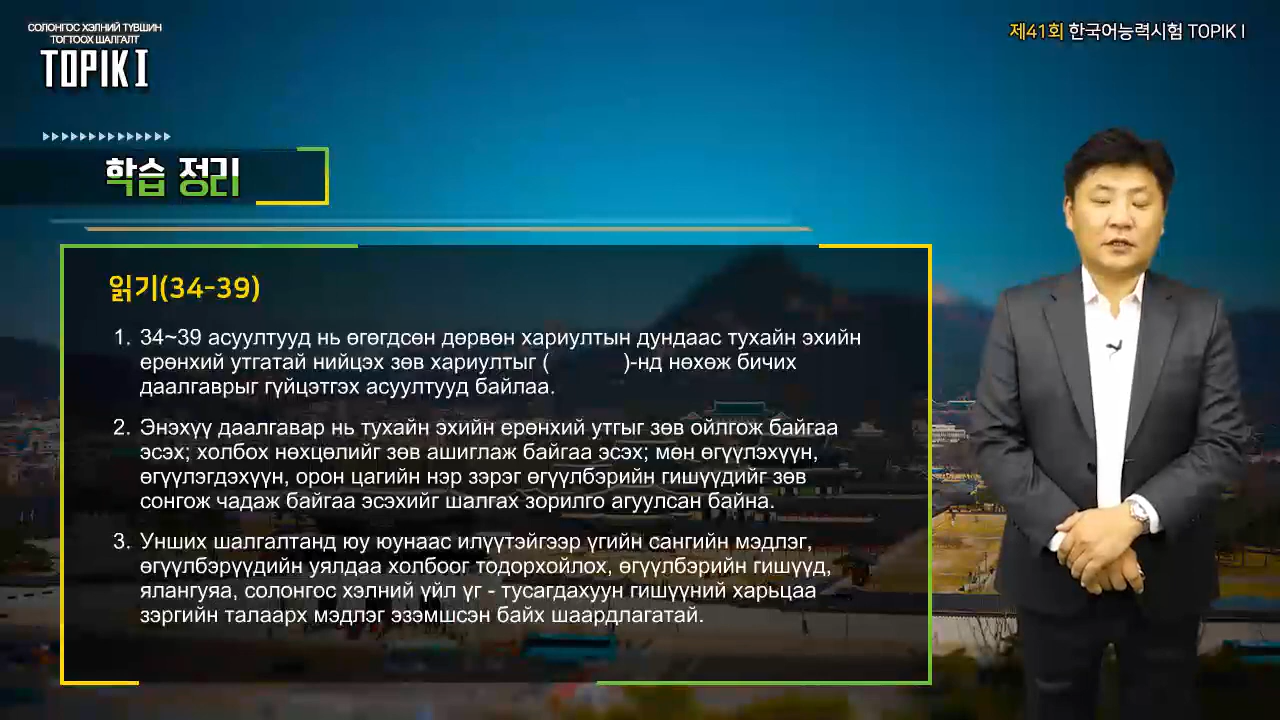 СОЛОНГОС ХЭЛНИЙ ТҮВШИН
ТОГТООХ ШАЛГАЛТ
TOPIK I
제41회 한국어능력시험 TOPIK I
학습 정리
읽기(34-39)
1. 34~39 асуултууд нь өгөгдсөн дөрвөн хариултын дундаас тухайн эхийн
ерөнхий утгатай нийцэх зөв хариултыг ( )-нд нөхөж бичих
даалгаврыг гүйцэтгэх асуултууд байлаа.
2. Энэхүү даалгавар нь тухайн эхийн ерөнхий утгыг зөв ойлгож байгаа
эсэх; холбох нөхцөлийг зөв ашиглаж байгаа эсэх; мөн өгүүлэхүүн,
өгүүлэгдэхүүн, орон цагийн нэр зэрэг өгүүлбэрийн гишүүдийг зөв
сонгож чадаж байгаа эсэхийг шалгах зорилго агуулсан байна.
3. Унших шалгалтанд юу юунаас илүүтэйгээр үгийн сангийн мэдлэг,
өгүүлбэрүүдийн уялдаа холбоог тодорхойлох, өгүүлбэрийн гишүүд,
ялангуяа, солонгос хэлний үйл үг - тусагдахуун гишүүний харьцаа
зэргийн талаарх мэдлэг эзэмшсэн байх шаардлагатай.